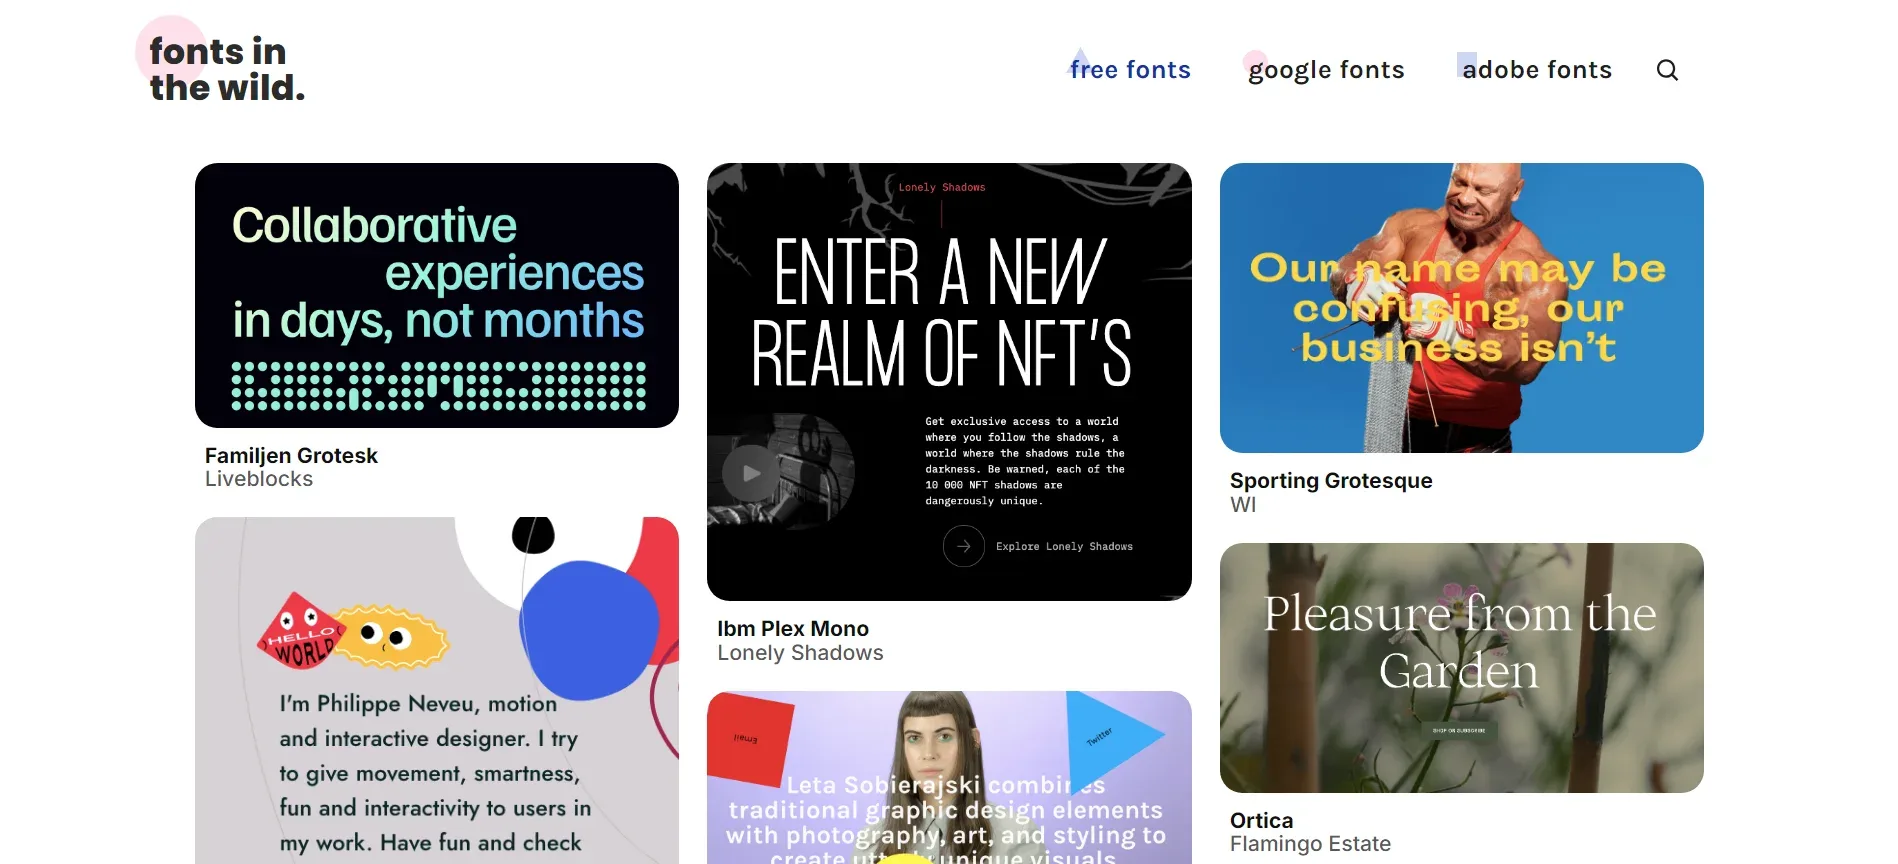 fonts in
the wild.
free fonts
google fonts
adobe fonts
Collaborative
experiences
in days, not months
Familjen Grotesk
Liveblocks
HELLO
WORLD
I'm Philippe Neveu, motion
and interactive designer. I try
to give movement, smartness,
fun and interactivity to users in
my work. Have fun and check
Lonely Shadows
ENTER A NEW
REALM OF NFT'S
Get exclusive access to a world
where you follow the shadows, a
world where the shadows rule the
darkness. Be warned, each of the
10 000 NFT shadows are
dangerously unique.
Explore Lonely Shadows
Ibm Plex Mono
Lonely Shadows
Email
Twitter
Leta Sobierajski combines
traditional graphic design elements
with photography, art, and styling to
create utterly unique visuals
Our name may be
confusing, our
business isn't
Sporting Grotesque
WI
Pleasure from the
Garden
SHOP OR SUBSCRIBE
Ortica
Flamingo Estate